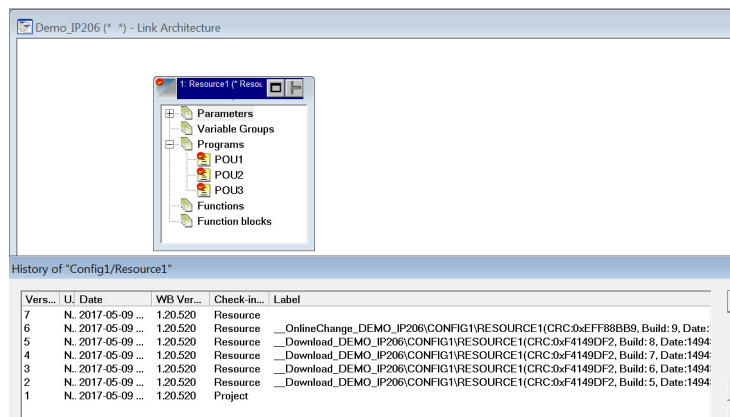 Demo_IP206 (* *) - Link Architecture
1: Resource1 (* Resou
Parameters
Variable Groups
Programs
POU1
POU2
POU3
Functions
Function blocks
History of "Config1/Resource1"
Vers... U. Date WB Ver... Check-in... Label
7 N.. 2017-05-09 ... 1.20.520 Resource
6 N.. 2017-05-09 ... 1.20.520 Resource __OnlineChange_DEMO_IP206\CONFIG1\RESOURCE1(CRC:0xEFF88BB9, Build: 9, Date:
5 N.. 2017-05-09 ... 1.20.520 Resource __Download_DEMO_IP206\CONFIG1\RESOURCE1(CRC:0xF4149DF2, Build: 8, Date:1494
4 N.. 2017-05-09 ... 1.20.520 Resource __Download_DEMO_IP206\CONFIG1\RESOURCE1(CRC:0xF4149DF2, Build: 7, Date:1494
3 N.. 2017-05-09 ... 1.20.520 Resource __Download_DEMO_IP206\CONFIG1\RESOURCE1(CRC:0xF4149DF2, Build: 6, Date:1494
2 N.. 2017-05-09 ... 1.20.520 Resource __Download_DEMO_IP206\CONFIG1\RESOURCE1(CRC:0xF4149DF2, Build: 5, Date:1494
1 N.. 2017-05-09 ... 1.20.520 Project